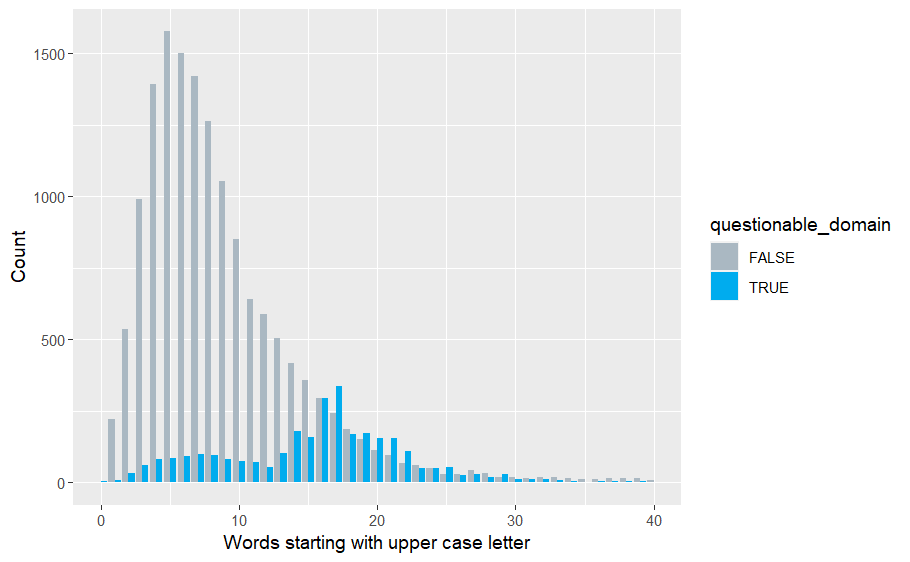 1500
1000
500
0
Count
0 10 20 30 40
Words starting with upper case letter
questionable_domain
FALSE
TRUE